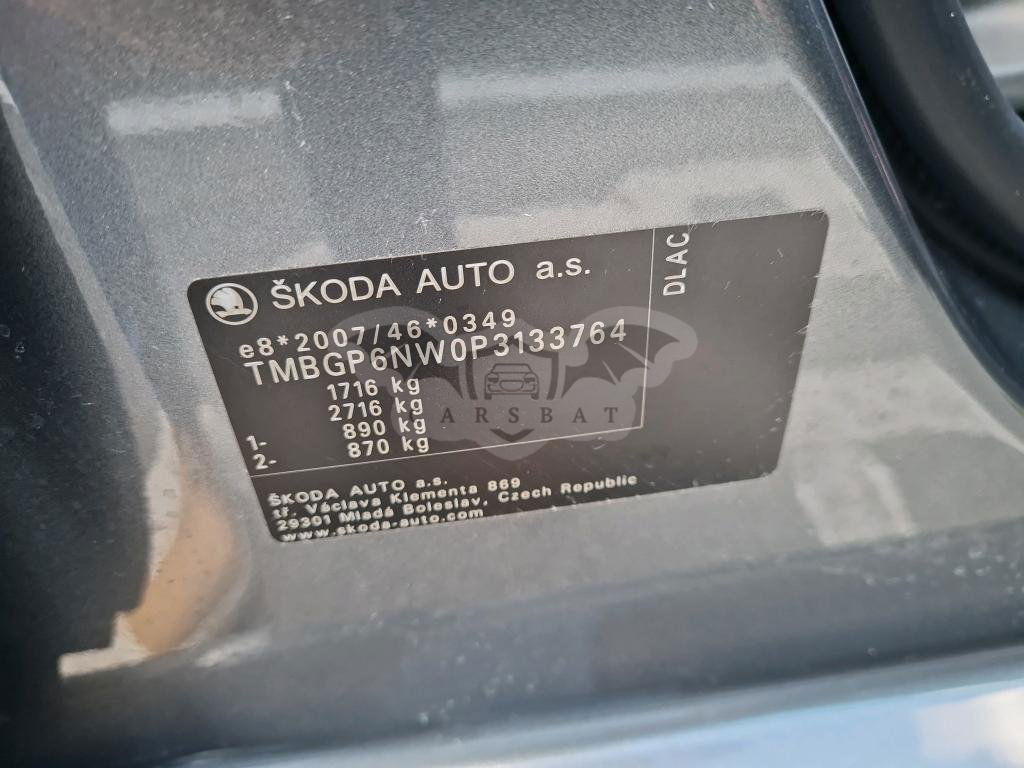 ŠKODA AUTO a.s.
DLAC
e8*2007/46*0349
TMBGP6NW0P3133764
1716 kg
2716 kg
1- 890 kg
2- 870 kg
ŠKODA AUTO a.s.
tř. Václava Klementa 869
29301 Mladá Boleslav, Czech Republic
www.skoda-auto.com
ARSBAT